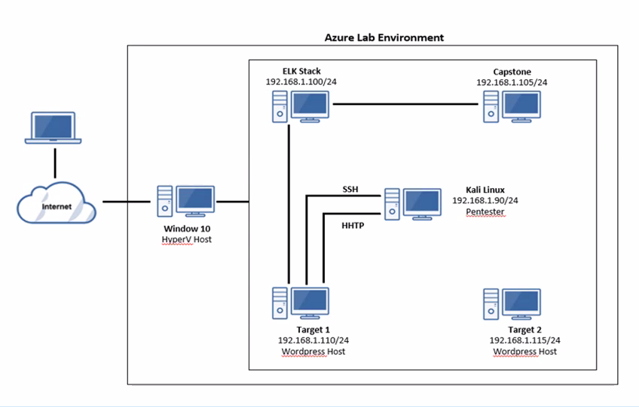 Azure Lab Environment
ELK Stack
192.168.1.100/24
Capstone
192.168.1.105/24
SSH
Kali Linux
192.168.1.90/24
Pentester
HHTP
Internet
Window 10
HyperV Host
Target 1
192.168.1.110/24
Wordpress Host
Target 2
192.168.1.115/24
Wordpress Host